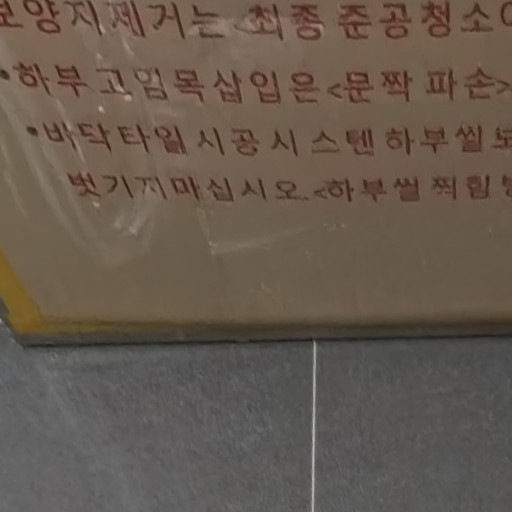 보양지제거는 최종 준공청소
•하부고임목삽입은<문짝 파손>
•바닥타일시공시 스텐하부씰
벗기지마십시오.<하부씰 찍힘